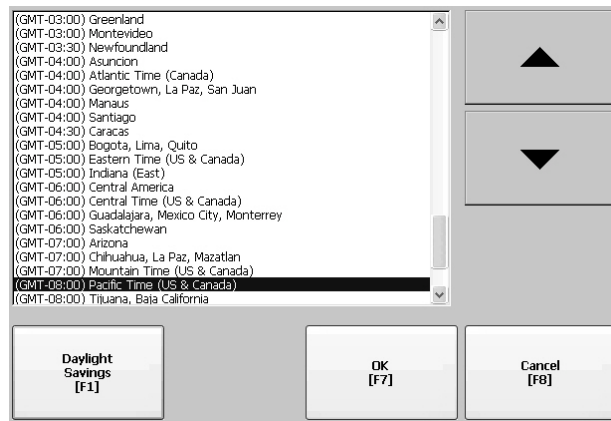 (GMT-03:00) Greenland
(GMT-03:00) Montevideo
(GMT-03:30) Newfoundland
(GMT-04:00) Asuncion
(GMT-04:00) Atlantic Time (Canada)
(GMT-04:00) Georgetown, La Paz, San Juan
(GMT-04:00) Manaus
(GMT-04:00) Santiago
(GMT-04:30) Caracas
(GMT-05:00) Bogota, Lima, Quito
(GMT-05:00) Eastern Time (US & Canada)
(GMT-05:00) Indiana (East)
(GMT-06:00) Central America
(GMT-06:00) Central Time (US & Canada)
(GMT-06:00) Guadalajara, Mexico City, Monterrey
(GMT-06:00) Saskatchewan
(GMT-07:00) Arizona
(GMT-07:00) Chihuahua, La Paz, Mazatlan
(GMT-07:00) Mountain Time (US & Canada)
(GMT-08:00) Pacific Time (US & Canada)
(GMT-08:00) Tijuana, Baja California
Daylight
Savings
[F1]
OK
[F7]
Cancel
[F8]